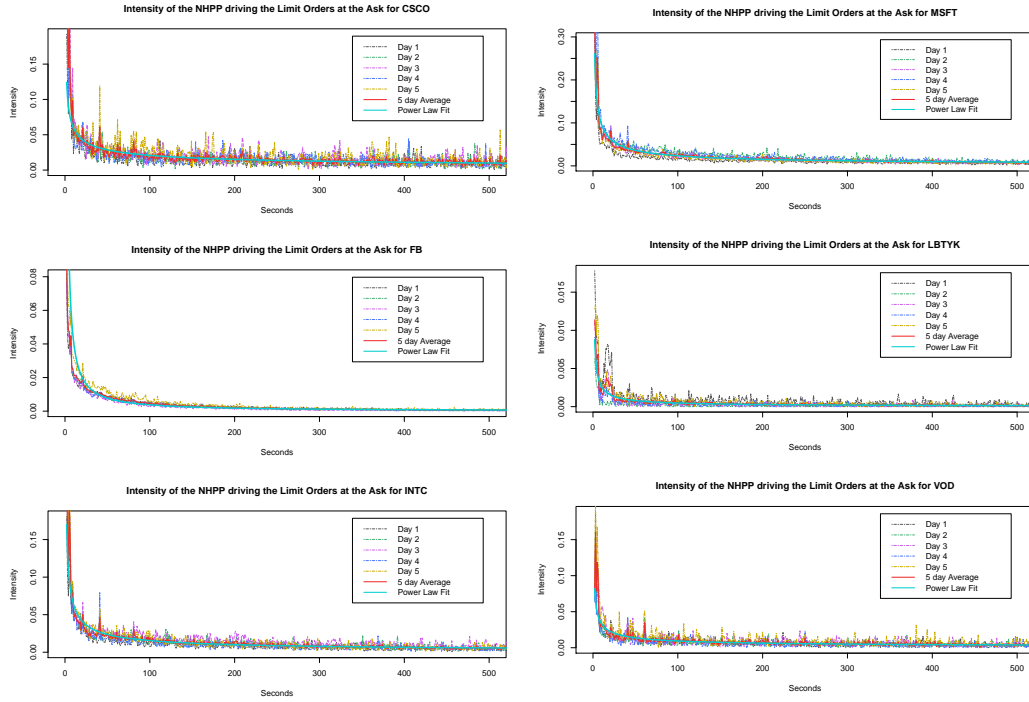 Intensity of the NHPP driving the Limit Orders at the Ask for CSCO
Intensity
0.00 0.05 0.10 0.15
Day 1
Day 2
Day 3
Day 4
Day 5
5 day Average
Power Law Fit
0 100 200 300 400 500
Seconds
Intensity of the NHPP driving the Limit Orders at the Ask for MSFT
Intensity
0.00 0.10 0.20 0.30
Day 1
Day 2
Day 3
Day 4
Day 5
5 day Average
Power Law Fit
0 100 200 300 400 500
Seconds
Intensity of the NHPP driving the Limit Orders at the Ask for FB
Intensity
0.00 0.02 0.04 0.06 0.08
Day 1
Day 2
Day 3
Day 4
Day 5
5 day Average
Power Law Fit
0 100 200 300 400 500
Seconds
Intensity of the NHPP driving the Limit Orders at the Ask for LBTYK
Intensity
0.000 0.005 0.010 0.015
Day 1
Day 2
Day 3
Day 4
Day 5
5 day Average
Power Law Fit
0 100 200 300 400 500
Seconds
Intensity of the NHPP driving the Limit Orders at the Ask for INTC
Intensity
0.00 0.05 0.10 0.15
Day 1
Day 2
Day 3
Day 4
Day 5
5 day Average
Power Law Fit
0 100 200 300 400 500
Seconds
Intensity of the NHPP driving the Limit Orders at the Ask for VOD
Intensity
0.00 0.05 0.10 0.15
Day 1
Day 2
Day 3
Day 4
Day 5
5 day Average
Power Law Fit
0 100 200 300 400 500
Seconds